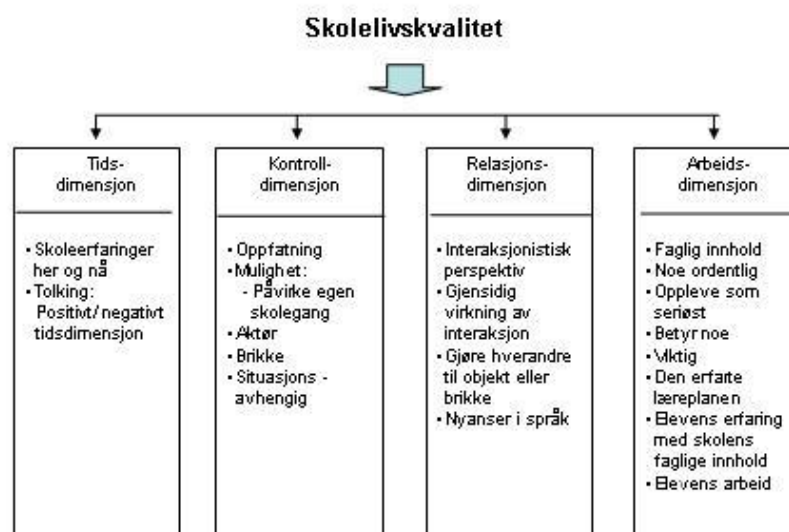 Skolelivskvalitet
Tids-
dimensjon
• Skoleerfaringer
her og nå
• Tolking:
Positivt/negativt
tidsdimensjon
Kontroll-
dimensjon
• Oppfatning
• Mulighet:
- Påvirke egen
skolegang
• Aktør
• Brikke
• Situasjons -
avhengig
Relasjons-
dimensjon
• Interaksjonistisk
perspektiv
• Gjensidig
virkning av
interaksjon
• Gjøre hverandre
til objekt eller
brikke
• Nyanser i språk
Arbeids-
dimensjon
• Faglig innhold
• Noe ordentlig
• Oppleve som
seriøst
• Betyr noe
• Viktig
• Den erfarte
læreplanen
• Elevens erfaring
med skolens
faglige innhold
• Elevens arbeid